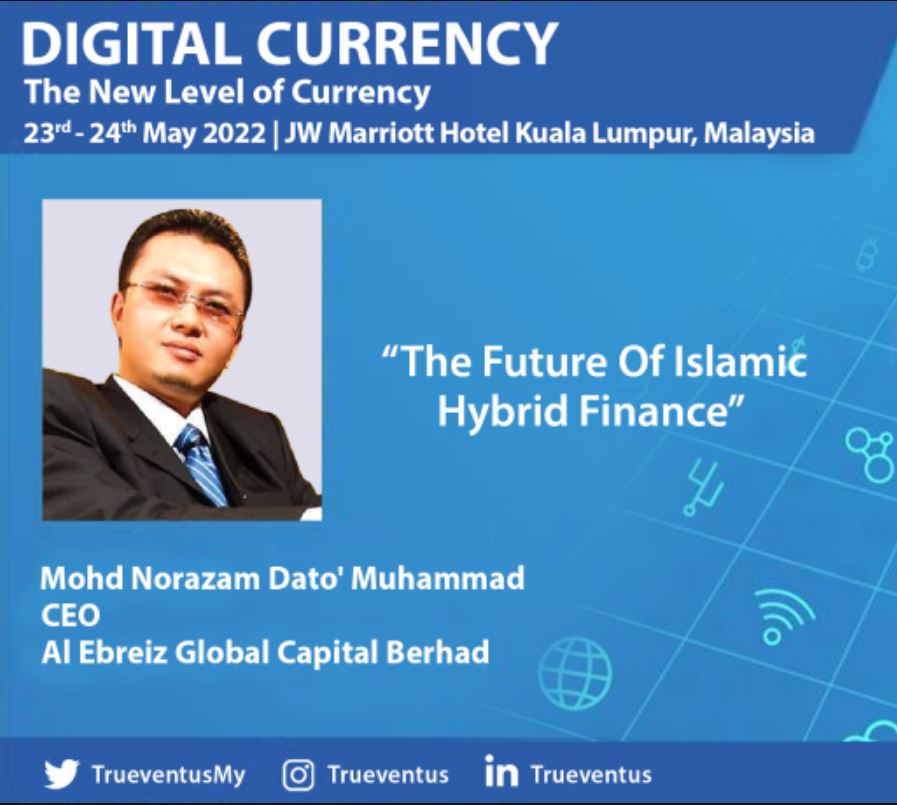 DIGITAL CURRENCY
The New Level of Currency
23rd - 24th May 2022 | JW Marriott Hotel Kuala Lumpur, Malaysia
“The Future Of Islamic
Hybrid Finance”
Mohd Norazam Dato' Muhammad
CEO
Al Ebreiz Global Capital Berhad
TrueventusMy Trueventus in Trueventus